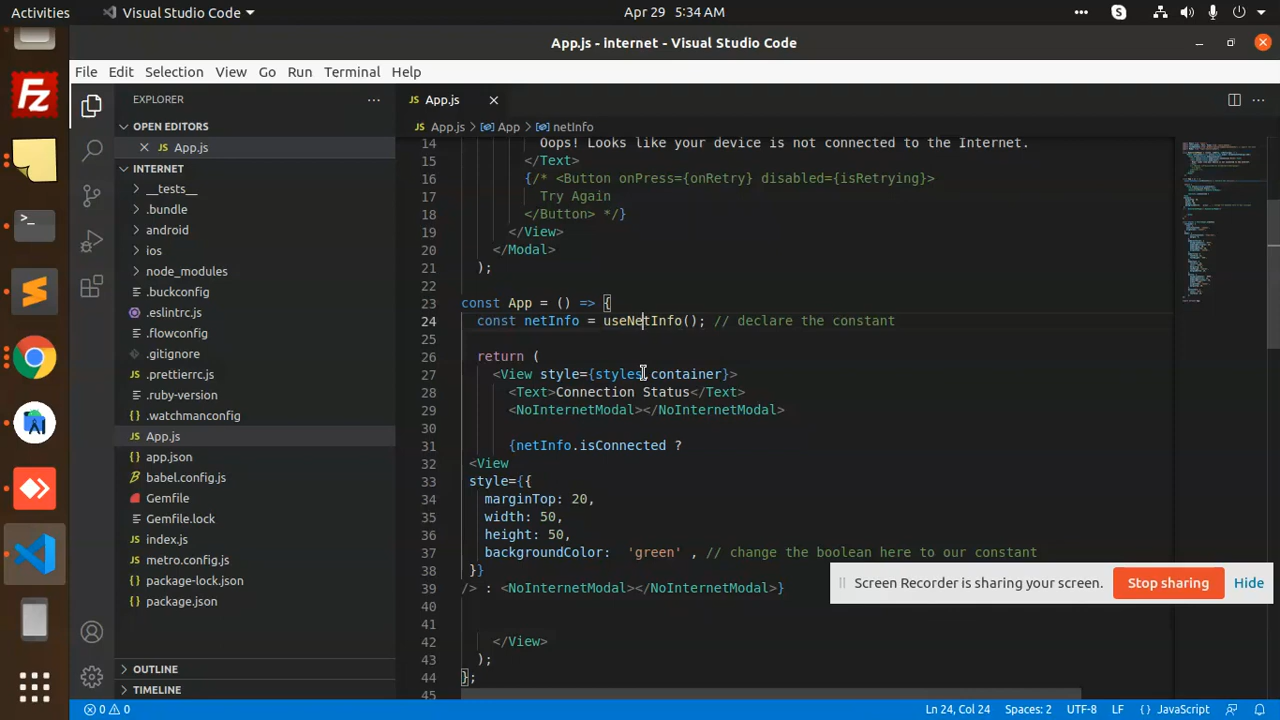 Activities
Visual Studio Code
Apr 29 5:34 AM
App.js - internet - Visual Studio Code
File Edit Selection View Go Run Terminal Help
EXPLORER
OPEN EDITORS
App.js
INTERNET
__tests__
.bundle
android
ios
node_modules
.buckconfig
.eslintrc.js
.flowconfig
.gitignore
.prettierrc.js
.ruby-version
.watchmanconfig
App.js
app.json
babel.config.js
Gemfile
Gemfile.lock
index.js
metro.config.js
package-lock.json
package.json
OUTLINE
TIMELINE
App.js
App.js > App > netInfo
14 Oops! Looks like your device is not connected to the Internet.
15 </Text>
16 {/* <Button onPress={onRetry} disabled={isRetrying}>
17 Try Again
18 </Button> */}
19 </View>
20 </Modal>
21 );
22
23 const App = () => {
24 const netInfo = useNetInfo(); // declare the constant
25
26 return (
27 <View style={styles.container}>
28 <Text>Connection Status</Text>
29 <NoInternetModal></NoInternetModal>
30
31 {netInfo.isConnected ?
32 <View
33 style={{
34 marginTop: 20,
35 width: 50,
36 height: 50,
37 backgroundColor: 'green' , // change the boolean here to our constant
38 }}
39 /> : <NoInternetModal></NoInternetModal>}
40
41
42 </View>
43 );
44 };
45
Screen Recorder is sharing your screen. Stop sharing Hide
0 0
Ln 24, Col 24 Spaces: 2 UTF-8 LF {} JavaScript